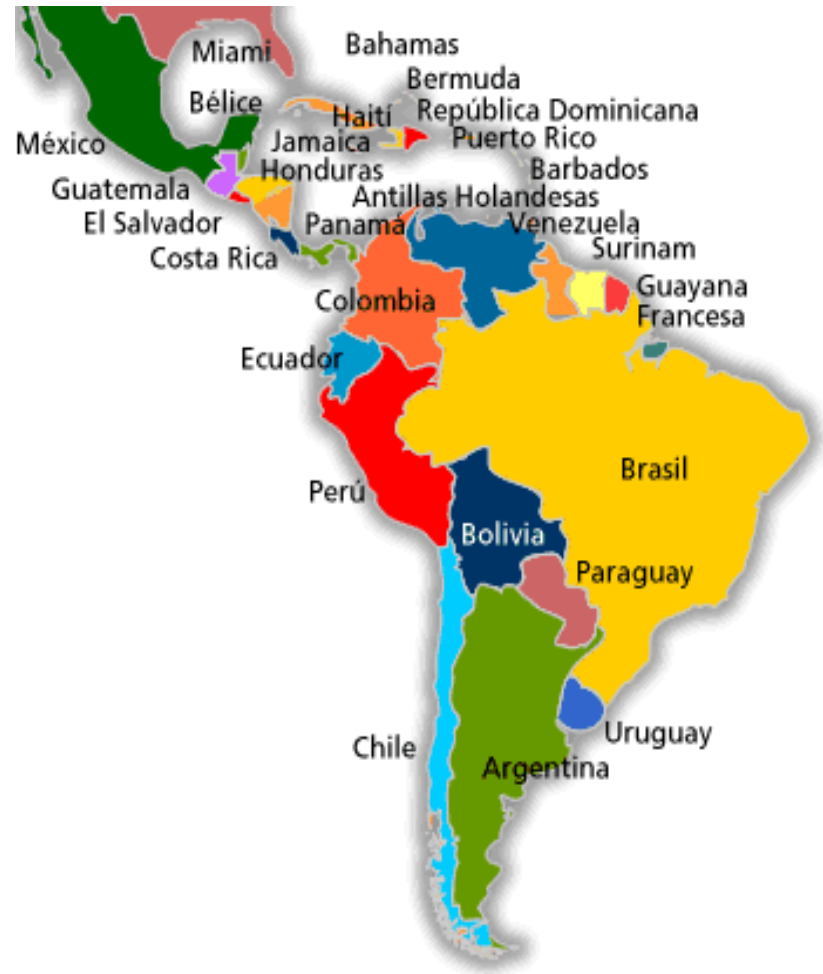 Miami
Bahamas
Bermuda
Bélice
Haití
República Dominicana
México
Jamaica
Puerto Rico
Honduras
Barbados
Guatemala
Antillas Holandesas
El Salvador
Panamá
Venezuela
Costa Rica
Surinam
Colombia
Guayana
Francesa
Ecuador
Brasil
Perú
Bolivia
Paraguay
Uruguay
Chile
Argentina